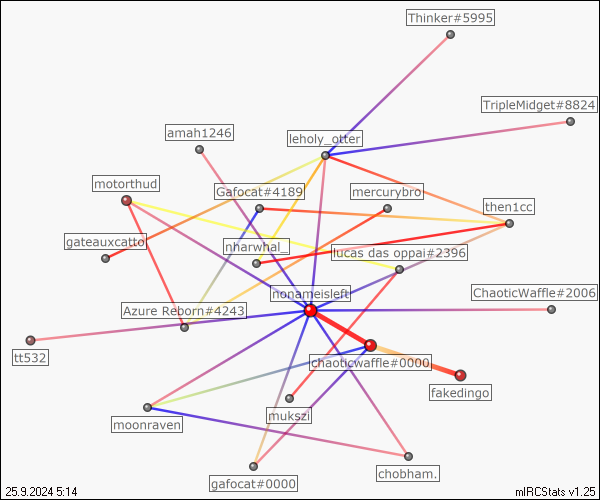 Thinker#5995
TripleMidget#8824
amah1246
leholy_otter
motorthud
Gafocat#4189
mercurybro
then1cc
gateauxcatto
nharwhal_
lucas das oppai#2396
nonameisleft
ChaoticWaffle#2006
Azure Reborn#4243
tt532
chaoticwaffle#0000
fakedingo
mukszi
moonraven
chobham.
gafocat#0000
25.9.2024 5:14
mIRCStats v1.25